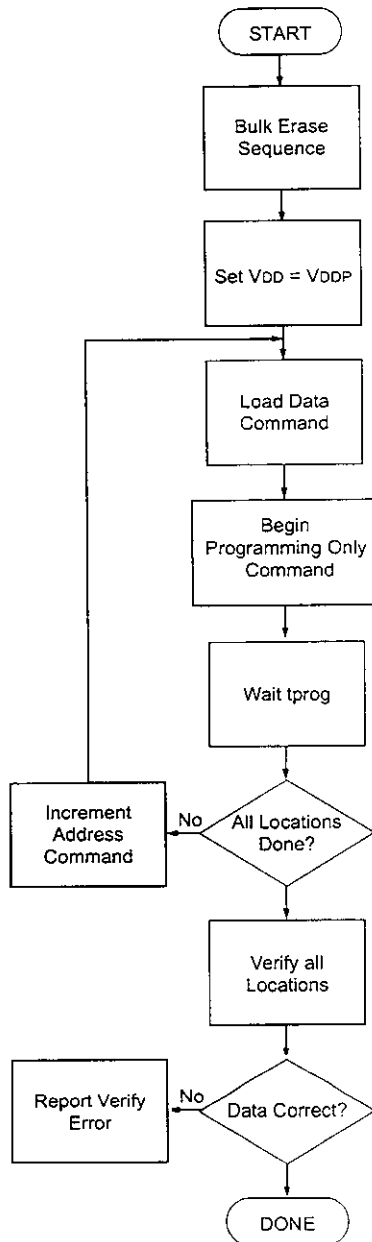 START
Bulk Erase
Sequence
Set VDD = VDDP
Load Data
Command
Begin
Programming Only
Command
Wait tprog
Increment
Address
Command
No
All Locations
Done?
Verify all
Locations
Report Verify
Error
No
Data Correct?
DONE